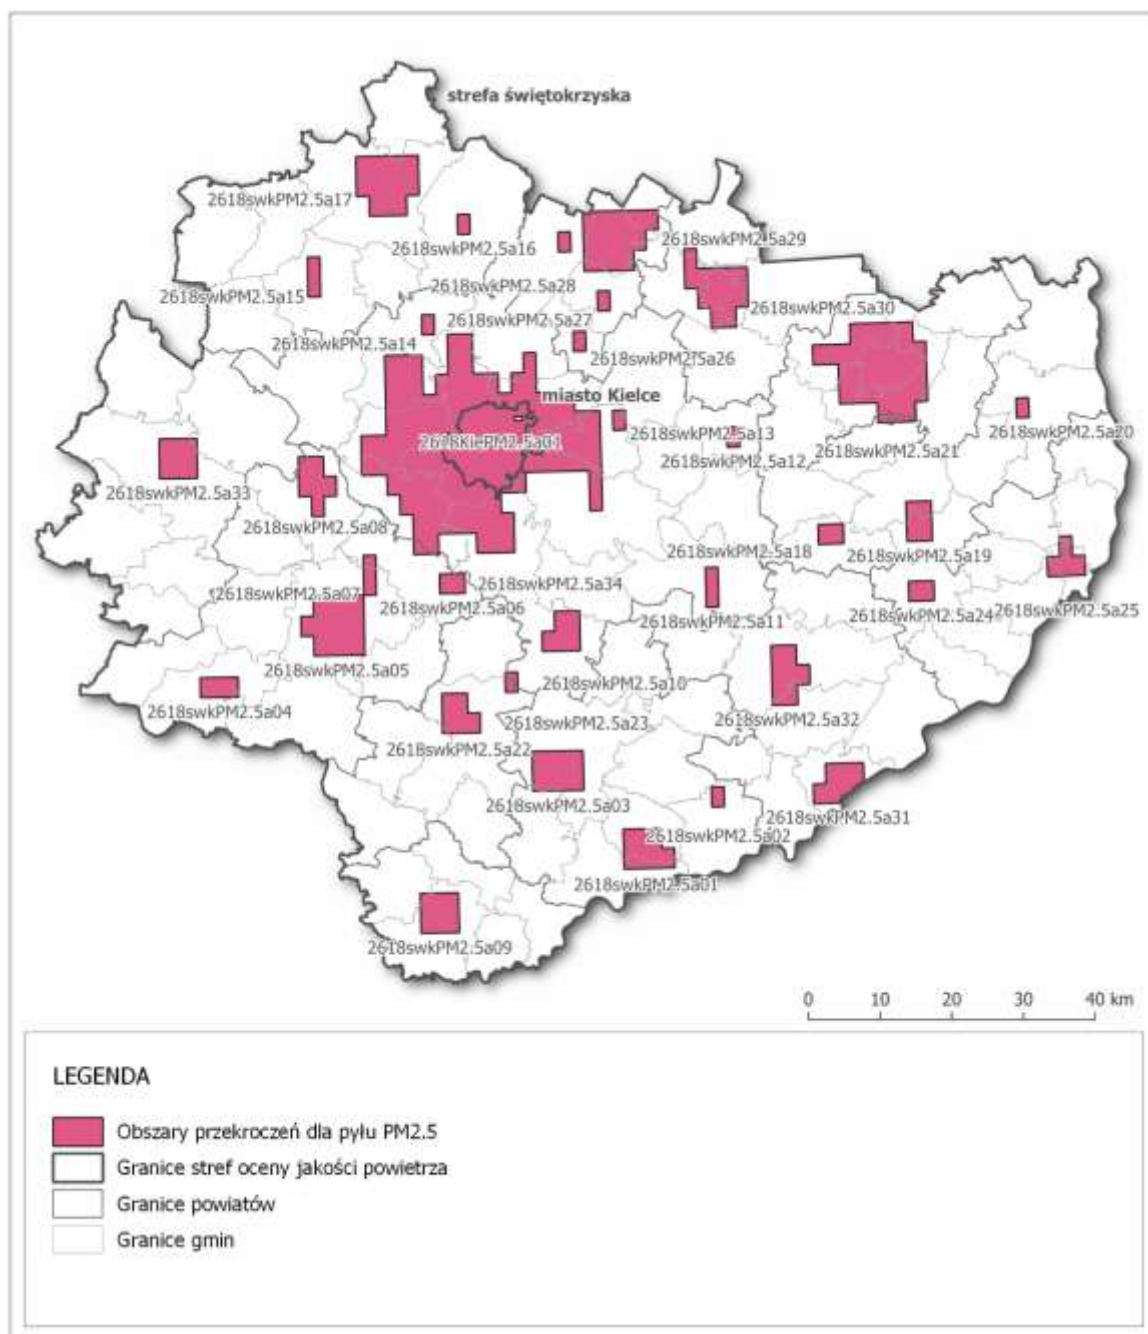 strefa świętokrzyska
2618swkPM2.5a17
2618swkPM2.5a16
2618swkPM2.5a29
2618swkPM2.5a15
2618swkPM2.5a28
2618swkPM2.5a30
2618swkPM2.5a27
2618swkPM2.5a14
2618swkPM2.5a26
miasto Kielce
2618KiePM2.5a01
2618swkPM2.5a13
2618swkPM2.5a20
2618swkPM2.5a12
2618swkPM2.5a21
2618swkPM2.5a33
2618swkPM2.5a08
2618swkPM2.5a18
2618swkPM2.5a19
2618swkPM2.5a34
2618swkPM2.5a07
2618swkPM2.5a06
2618swkPM2.5a24
2618swkPM2.5a25
2618swkPM2.5a11
2618swkPM2.5a05
2618swkPM2.5a10
2618swkPM2.5a04
2618swkPM2.5a32
2618swkPM2.5a23
2618swkPM2.5a22
2618swkPM2.5a03
2618swkPM2.5a31
2618swkPM2.5a02
2618swkPM2.5a01
2618swkPM2.5a09
0 10 20 30 40 km
LEGENDA
Obszary przekroczeń dla pyłu PM2.5
Granice stref oceny jakości powietrza
Granice powiatów
Granice gmin